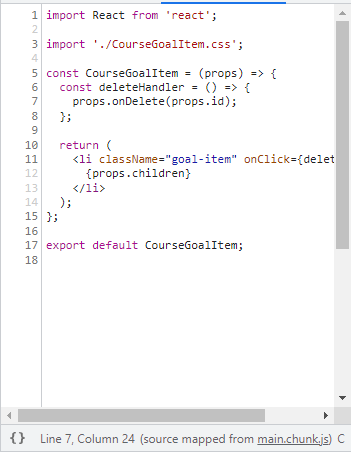 1 import React from 'react';
2
3 import './CourseGoalItem.css';
4
5 const CourseGoalItem = (props) => {
6   const deleteHandler = () => {
7     props.onDelete(props.id);
8   };
9
10   return (
11     <li className="goal-item" onClick={delet
12       {props.children}
13     </li>
14   );
15 };
16
17 export default CourseGoalItem;
18
{} Line 7, Column 24 (source mapped from main.chunk.js) C